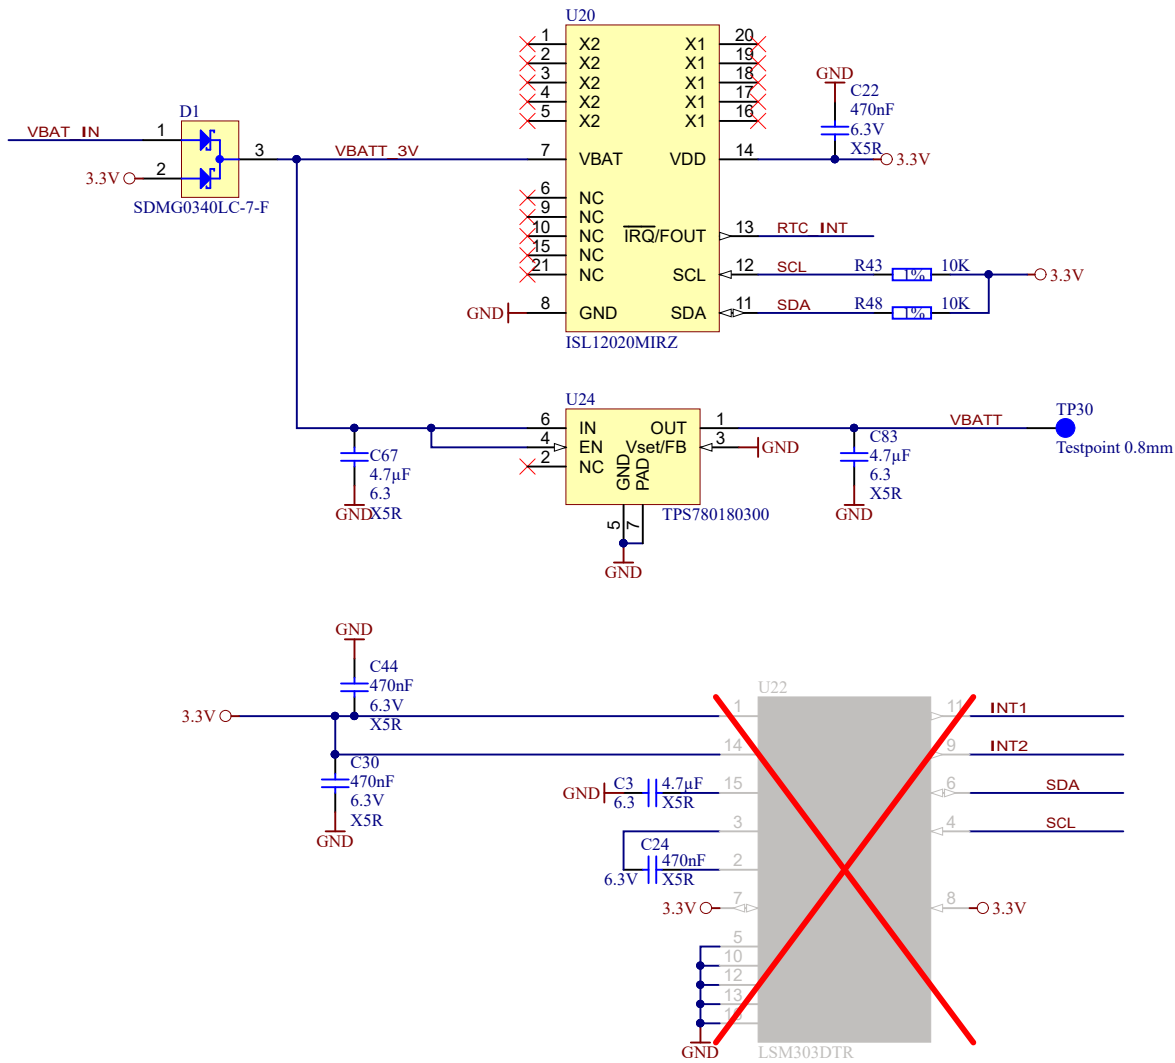 U20
1 X2 X1 20
2 X2 X1 19
3 X2 X1 18
4 X2 X1 17
5 X2 X1 16
GND
C22
470nF
6.3V
X5R
D1
VBAT_IN 1
3.3V 2
3 VBATT_3V 7 VBAT VDD 14 3.3V
SDMG0340LC-7-F
6 NC
9 NC
10 NC
15 NC
21 NC
IRQ/FOUT 13 RTC_INT
SCL 12 SCL R43 1% 10K 3.3V
GND 8 GND SDA 11 SDA R48 1% 10K
ISL12020MIRZ
U24
6 IN OUT 1 VBATT TP30
4 EN Vset/FB 3 GND Testpoint 0.8mm
2 NC
GND
PAD
5 7
GND
TPS780180300
C67
4.7µF
6.3
X5R
GND
C83
4.7µF
6.3
X5R
GND
GND
C44
470nF
6.3V
X5R
3.3V
C30
470nF
6.3V
X5R
GND
U22
1 11 INT1
14 9 INT2
GND C3 4.7µF 15 6 SDA
6.3 X5R
3 4 SCL
C24
470nF 2
6.3V X5R
3.3V 7 8 3.3V
5
10
12
13
GND
LSM303DTR